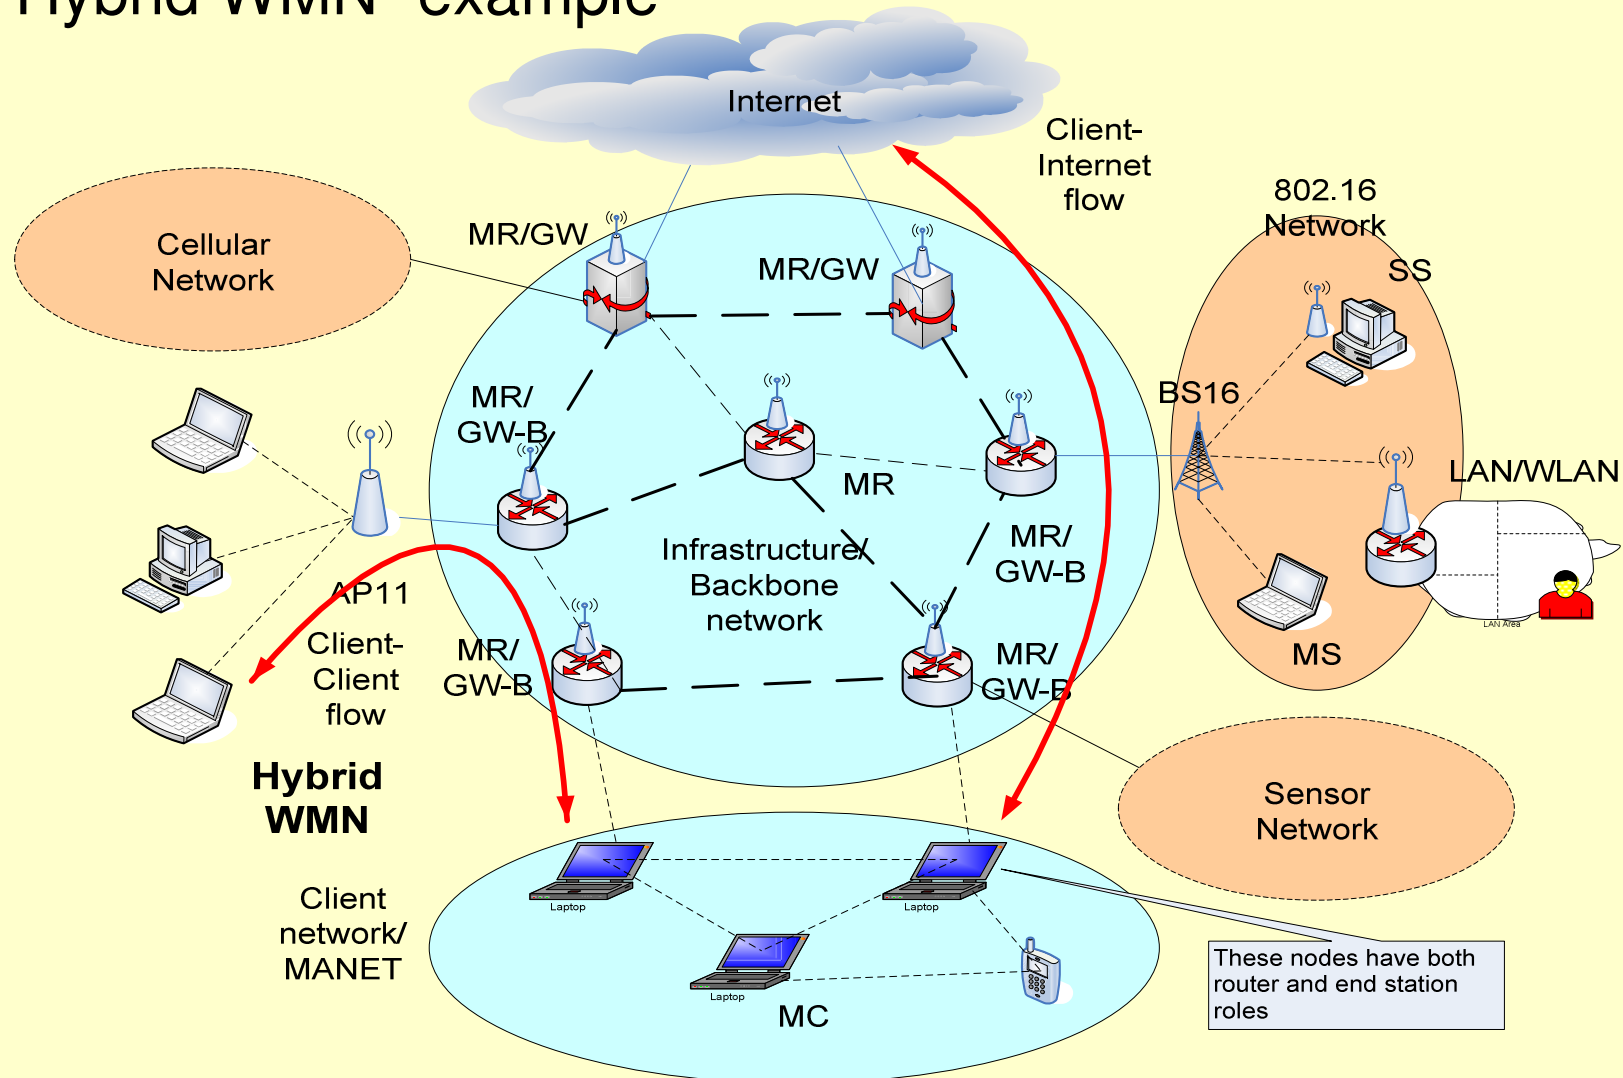 Hybrid WMN example
Internet
Client-
Internet
flow
802.16
Network
Cellular
Network
MR/GW
MR/GW
SS
MR/
GW-B
BS16
MR
LAN/WLAN
Infrastructure/
Backbone
network
MR/
GW-B
AP11
LAN Area
Client-
Client
flow
MR/
GW-B
MR/
GW-B
MS
Hybrid
WMN
Sensor
Network
Client
network/
MANET
Laptop
Laptop
Laptop
MC
These nodes have both
router and end station
roles